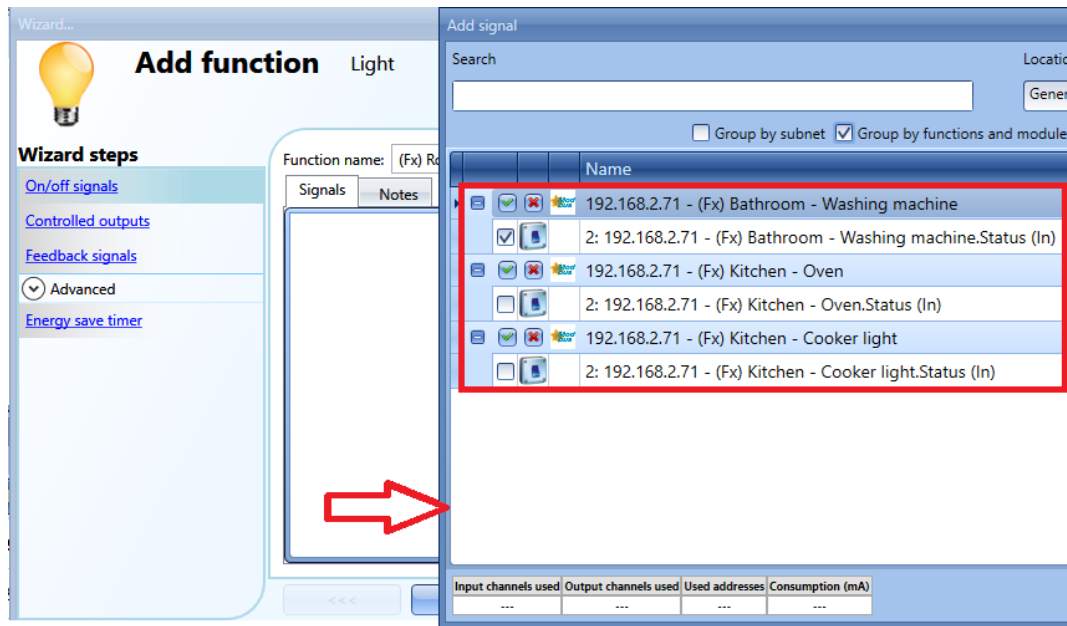 Wizard...
Add function Light
Wizard steps
On/off signals
Controlled outputs
Feedback signals
Advanced
Energy save timer
Function name: (Fx)
Signals Notes
<<<
Add signal
Search
Group by subnet Group by functions and module
Name
192.168.2.71 - (Fx) Bathroom - Washing machine
2: 192.168.2.71 - (Fx) Bathroom - Washing machine.Status (In)
192.168.2.71 - (Fx) Kitchen - Oven
2: 192.168.2.71 - (Fx) Kitchen - Oven.Status (In)
192.168.2.71 - (Fx) Kitchen - Cooker light
2: 192.168.2.71 - (Fx) Kitchen - Cooker light.Status (In)
Input channels used Output channels used Used addresses Consumption (mA)
--- --- --- ---